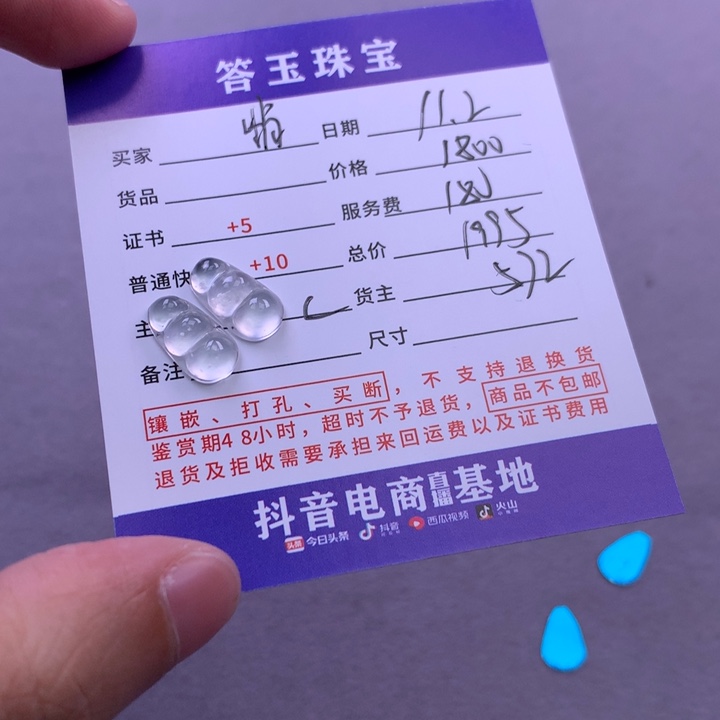 答玉珠宝
买家 日期 11.2
货品 价格 1800
证书 +5 服务费 180
普通快 +10 总价 1995
主 货主 572
备注 尺寸
镶嵌、打孔、买断，不支持退换货
鉴赏期48小时，超时不予退货，商品不包邮
退货及拒收需要承担来回运费以及证书费用
抖音电商直播基地
头条 今日头条 抖音 西瓜视频 火山